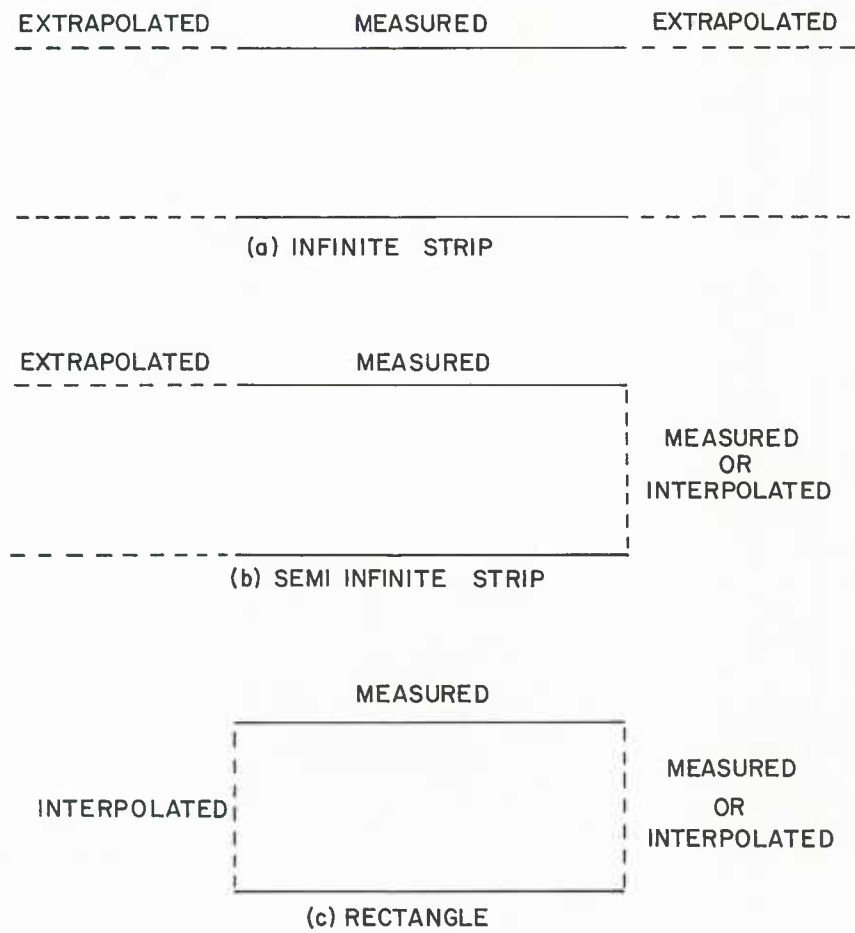 EXTRAPOLATED MEASURED EXTRAPOLATED
(a) INFINITE STRIP
EXTRAPOLATED MEASURED
MEASURED
OR
INTERPOLATED
(b) SEMI INFINITE STRIP
MEASURED
MEASURED
INTERPOLATED OR
INTERPOLATED
(c) RECTANGLE